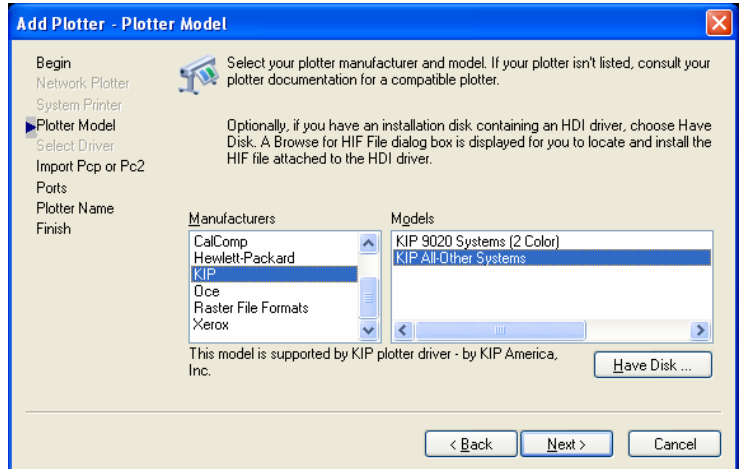 Add Plotter - Plotter Model
Begin
Network Plotter
System Printer
Plotter Model
Select Driver
Import Pcp or Pc2
Ports
Plotter Name
Finish
Select your plotter manufacturer and model. If your plotter isn't listed, consult your
plotter documentation for a compatible plotter.
Optionally, if you have an installation disk containing an HDI driver, choose Have
Disk. A Browse for HIF File dialog box is displayed for you to locate and install the
HIF file attached to the HDI driver.
Manufacturers
CalComp
Hewlett-Packard
KIP
Oce
Raster File Formats
Xerox
Models
KIP 9020 Systems (2 Color)
KIP All-Other Systems
This model is supported by KIP plotter driver - by KIP America,
Inc.
Have Disk ...
< Back
Next >
Cancel